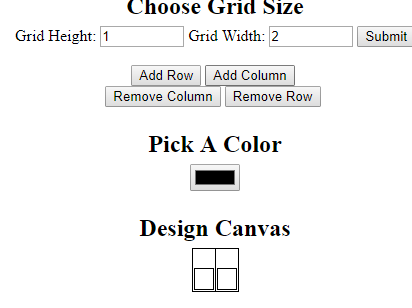 Choose Grid Size
Grid Height: 1 Grid Width: 2 Submit
Add Row Add Column
Remove Column Remove Row
Pick A Color
Design Canvas